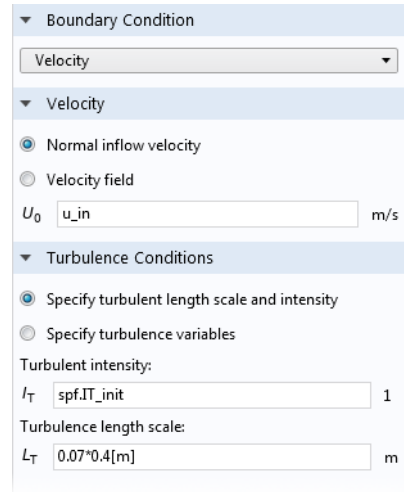 Boundary Condition
Velocity
Velocity
Normal inflow velocity
Velocity field
U0 u_in m/s
Turbulence Conditions
Specify turbulent length scale and intensity
Specify turbulence variables
Turbulent intensity:
IT spf.IT_init 1
Turbulence length scale:
LT 0.07*0.4[m] m